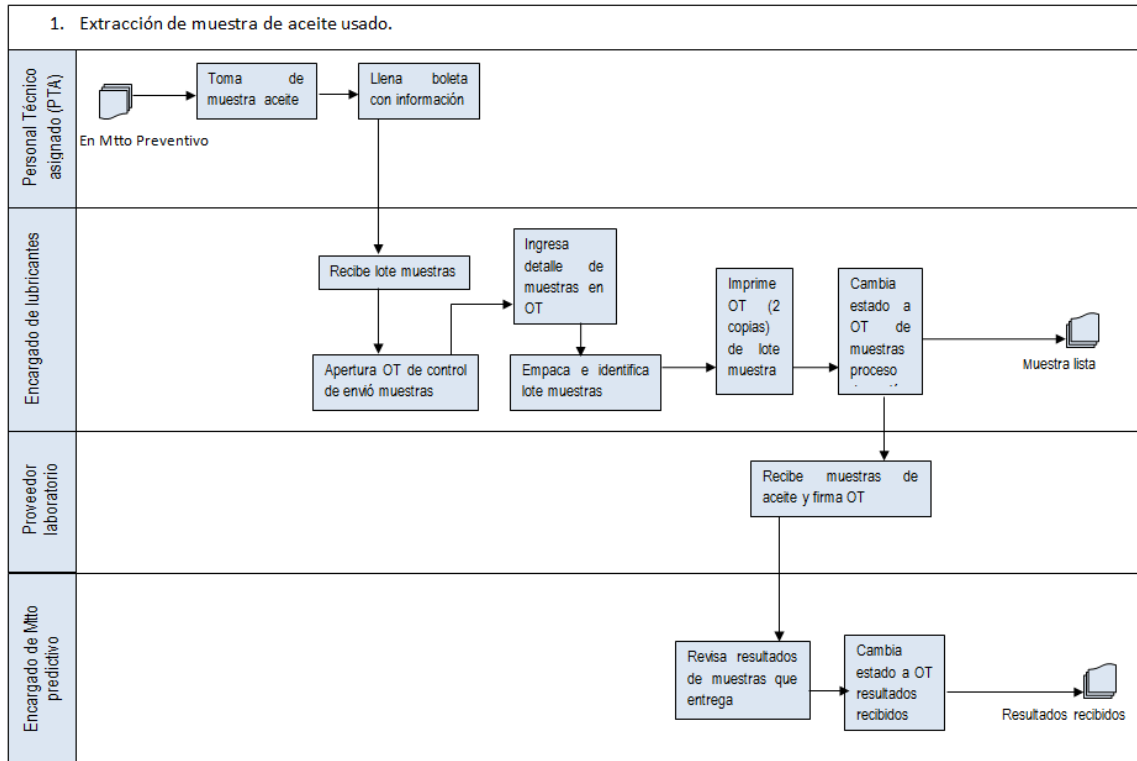 1. Extracción de muestra de aceite usado.
Personal Técnico
asignado (PTA)
En Mtto Preventivo
Toma de
muestra aceite
Llena boleta
con información
Encargado de lubricantes
Recibe lote muestras
Apertura OT de control
de envió muestras
Ingresa
detalle de
muestras en
OT
Empaca e identifica
lote muestras
Imprime
OT (2
copias)
de lote
muestra
Cambia
estado a
OT de
muestras
proceso
Muestra lista
Proveedor
laboratorio
Recibe muestras de
aceite y firma OT
Encargado de Mtto
predictivo
Revisa resultados
de muestras que
entrega
Cambia
estado a OT
resultados
recibidos
Resultados recibidos